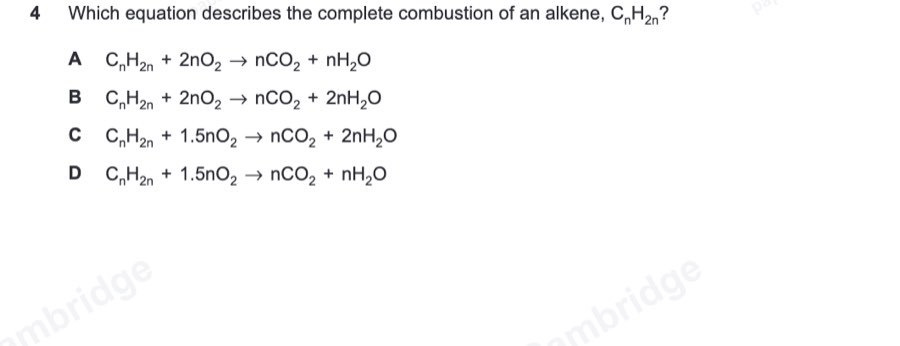 4 Which equation describes the complete combustion of an alkene, CₙH₂ₙ?
A CₙH₂ₙ + 2nO₂ → nCO₂ + nH₂O
B CₙH₂ₙ + 2nO₂ → nCO₂ + 2nH₂O
C CₙH₂ₙ + 1.5nO₂ → nCO₂ + 2nH₂O
D CₙH₂ₙ + 1.5nO₂ → nCO₂ + nH₂O
mbridge
ambridge